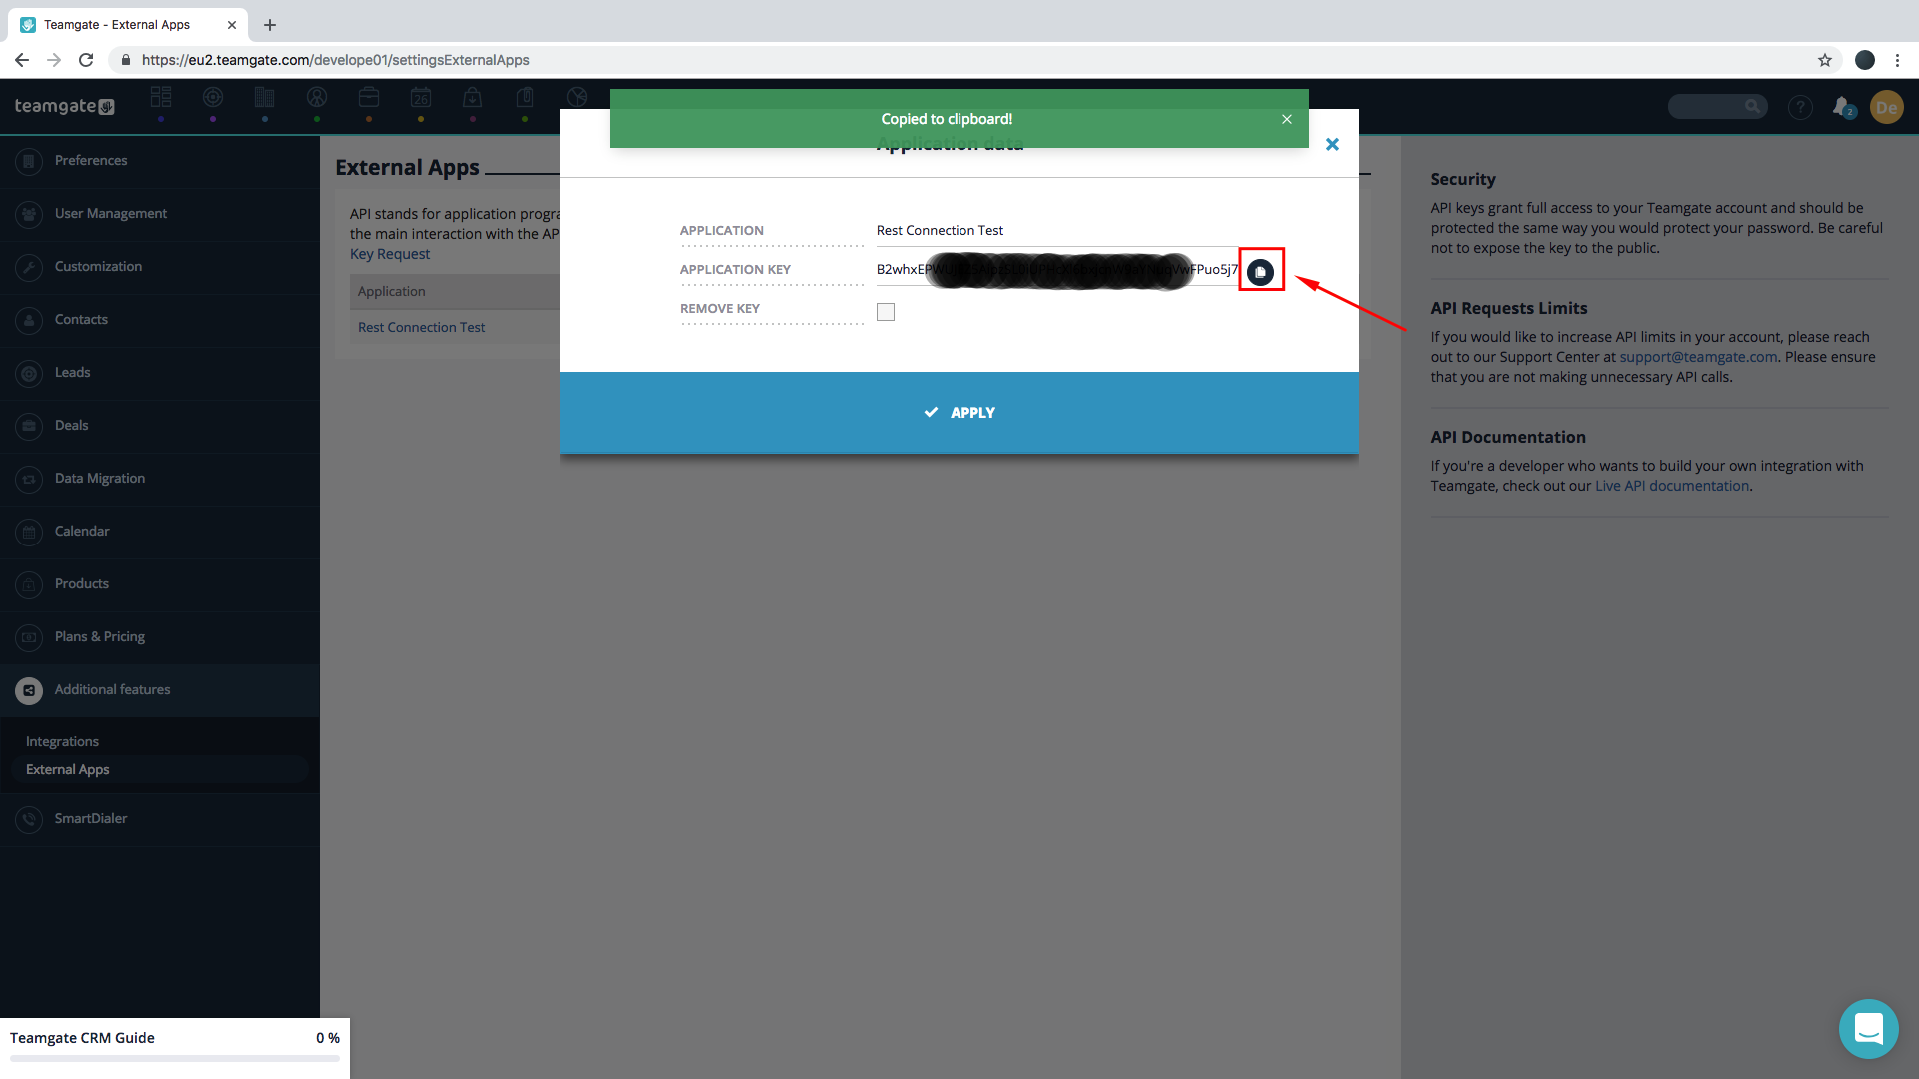 Teamgate - External Apps
https://eu2.teamgate.com/develope01/settingsExternalApps
teamgate
26
?
2
De
Copied to clipboard!
Application data
Preferences
User Management
Customization
Contacts
Leads
Deals
Data Migration
Calendar
Products
Plans & Pricing
Additional features
Integrations
External Apps
SmartDialer
Teamgate CRM Guide 0 %
External Apps
API stands for application
the main interaction with the
Key Request
Application
Rest Connection Test
APPLICATION Rest Connection Test
APPLICATION KEY
REMOVE KEY
APPLY
Security
API keys grant full access to your Teamgate account and should be
protected the same way you would protect your password. Be careful
not to expose the key to the public.
API Requests Limits
If you would like to increase API limits in your account, please reach
out to our Support Center at support@teamgate.com. Please ensure
that you are not making unnecessary API calls.
API Documentation
If you're a developer who wants to build your own integration with
Teamgate, check out our Live API documentation.